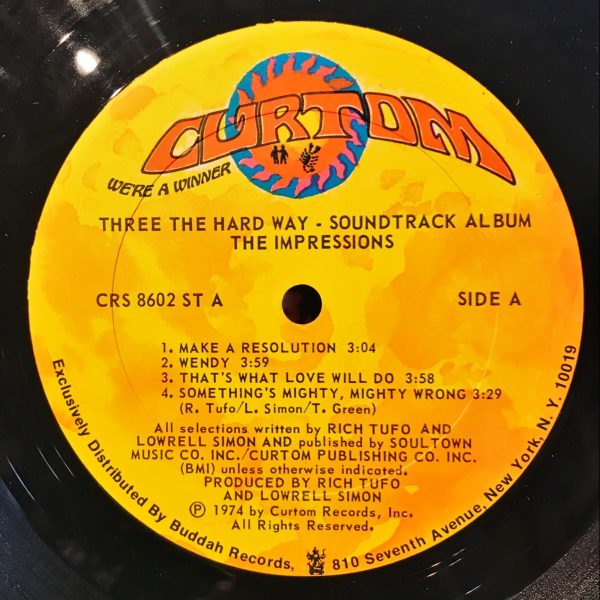 CURTOM
WE'RE A WINNER
THREE THE HARD WAY - SOUNDTRACK ALBUM
THE IMPRESSIONS
CRS 8602 ST A
SIDE A
1. MAKE A RESOLUTION 3:04
2. WENDY 3:59
3. THAT'S WHAT LOVE WILL DO 3:58
4. SOMETHING'S MIGHTY, MIGHTY WRONG 3:29
(R. Tufo/L. Simon/T. Green)
All selections written by RICH TUFO AND
LOWRELL SIMON AND published by SOULTOWN
MUSIC CO. INC./CURTOM PUBLISHING CO. INC.
(BMI) unless otherwise indicated.
PRODUCED BY RICH TUFO
AND LOWRELL SIMON
℗ 1974 by Curtom Records, Inc.
All Rights Reserved.
Exclusively Distributed By Buddah Records, 810 Seventh Avenue, New York, N. Y. 10019